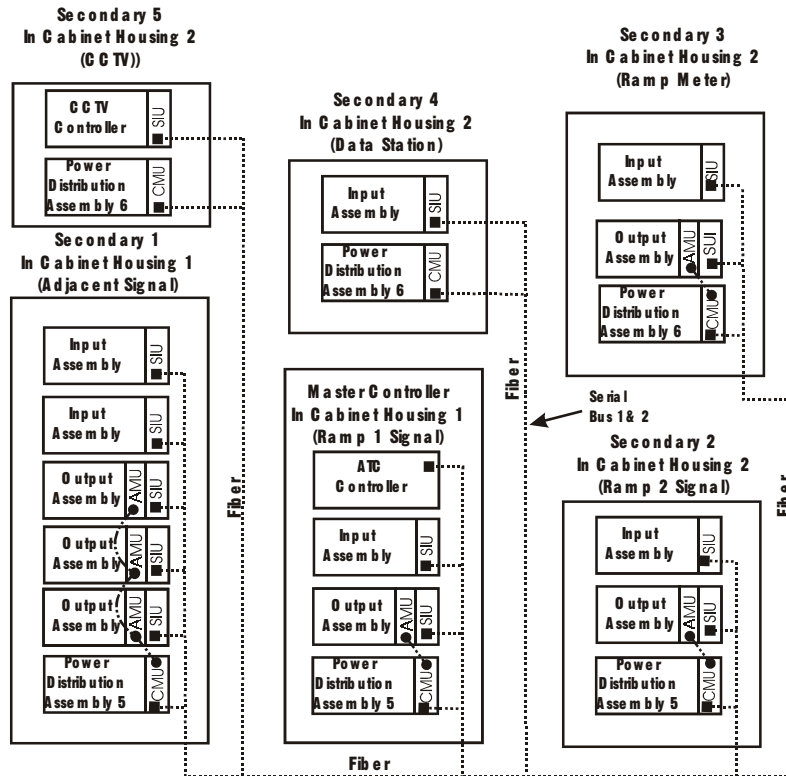 Secondary 5
In Cabinet Housing 2
(CCTV))
CCTV
Controller
SIU
Power
Distribution
Assembly 6
CMU
Secondary 1
In Cabinet Housing 1
(Adjacent Signal)
Input
Assembly
SIU
Input
Assembly
SIU
Output
Assembly
AMU
SIU
Output
Assembly
AMU
SIU
Output
Assembly
AMU
SIU
Power
Distribution
Assembly 5
CMU
Fiber
Secondary 4
In Cabinet Housing 2
(Data Station)
Input
Assembly
SIU
Power
Distribution
Assembly 6
CMU
Master Controller
In Cabinet Housing 1
(Ramp 1 Signal)
ATC
Controller
Input
Assembly
SIU
Output
Assembly
AMU
SIU
Power
Distribution
Assembly 5
CMU
Fiber
Fiber
Serial
Bus 1 & 2
Secondary 3
In Cabinet Housing 2
(Ramp Meter)
Input
Assembly
SIU
Output
Assembly
AMU
SUI
Power
Distribution
Assembly 6
CMU
Secondary 2
In Cabinet Housing 2
(Ramp 2 Signal)
Input
Assembly
SIU
Output
Assembly
AMU
SIU
Power
Distribution
Assembly 5
CMU
Fiber